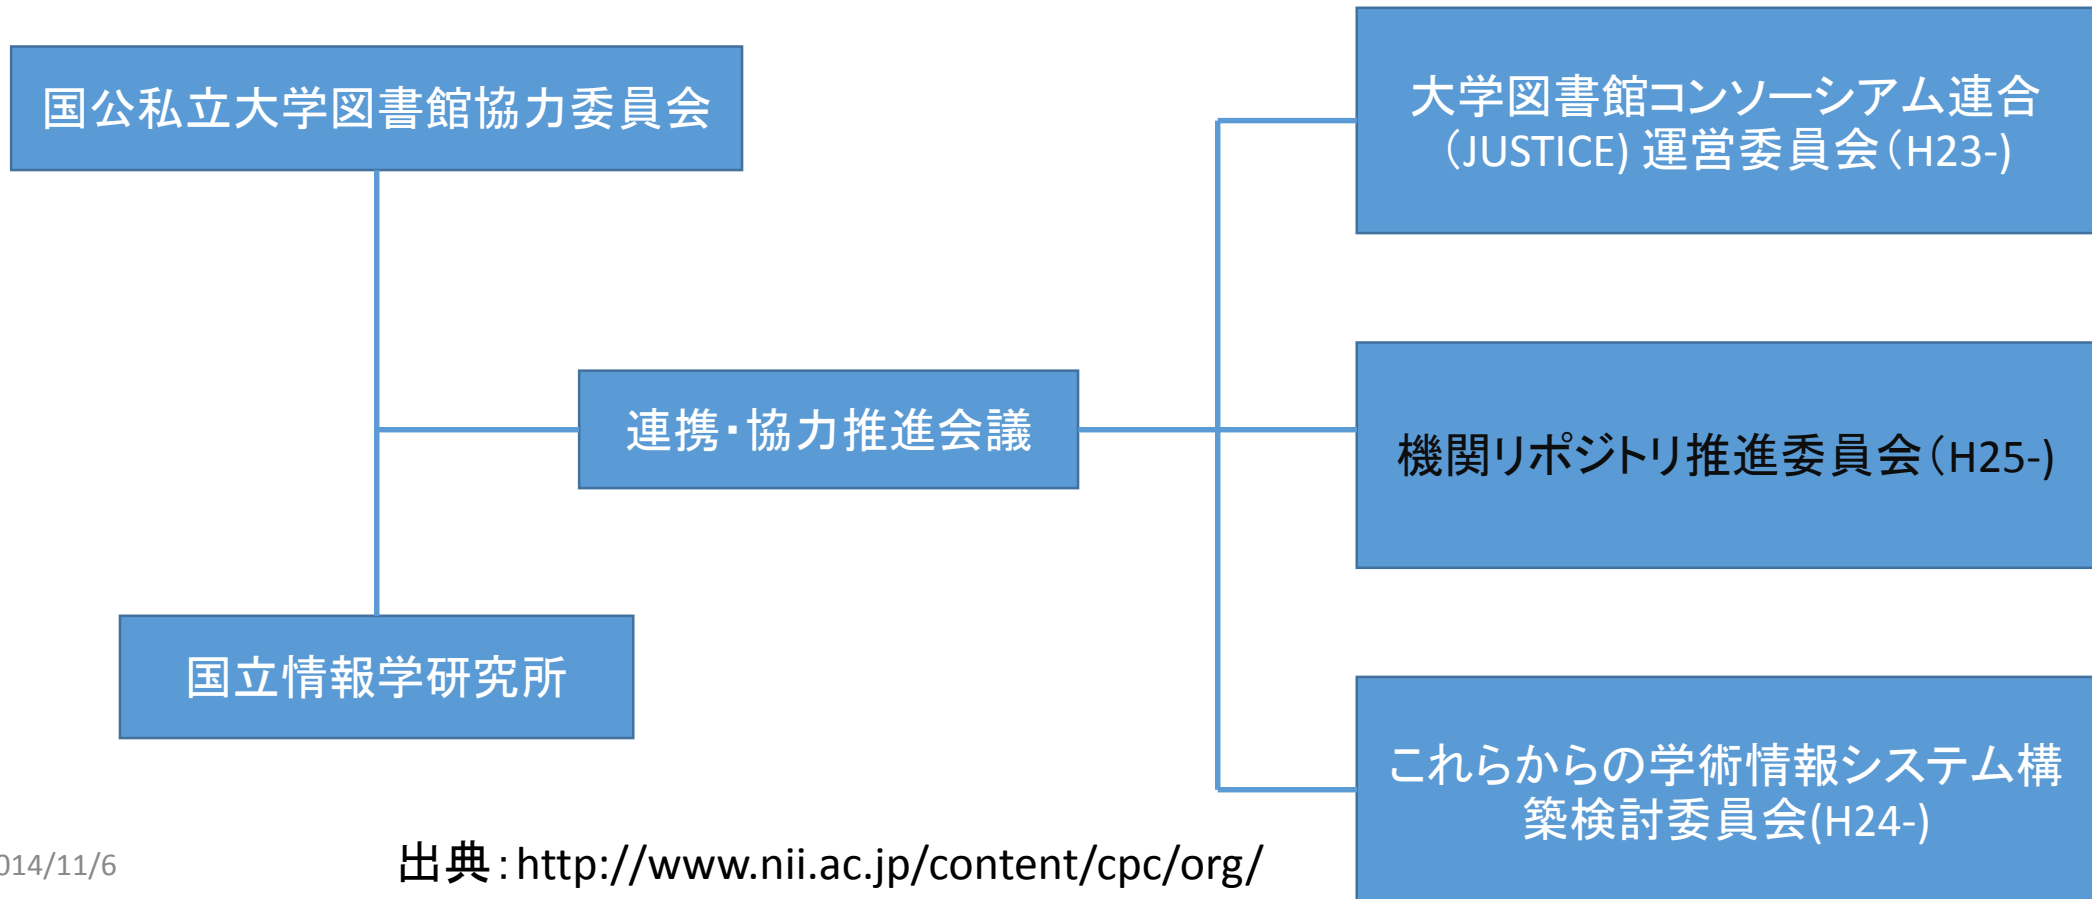 国公私立大学図書館協力委員会
連携・協力推進会議
国立情報学研究所
大学図書館コンソーシアム連合
（JUSTICE) 運営委員会（H23-)
機関リポジトリ推進委員会（H25-)
これらからの学術情報システム構
築検討委員会(H24-)
014/11/6
出典：http://www.nii.ac.jp/content/cpc/org/